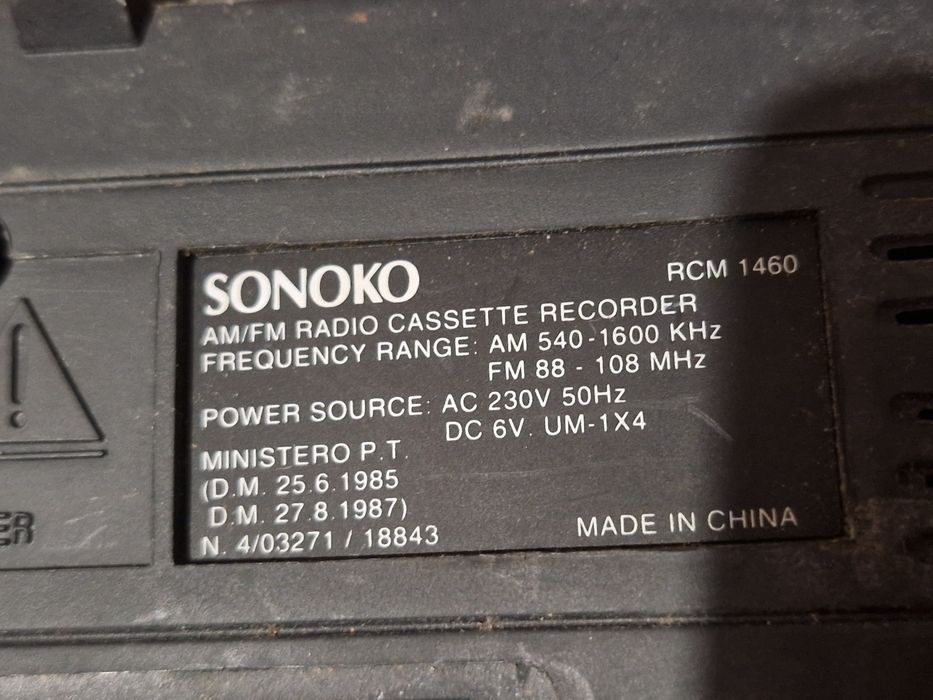 SONOKO RCM 1460
AM/FM RADIO CASSETTE RECORDER
FREQUENCY RANGE: AM 540-1600 KHz
FM 88 - 108 MHz
POWER SOURCE: AC 230V 50Hz
DC 6V. UM-1X4
MINISTERO P.T.
(D.M. 25.6.1985
D.M. 27.8.1987)
N. 4/03271 / 18843 MADE IN CHINA